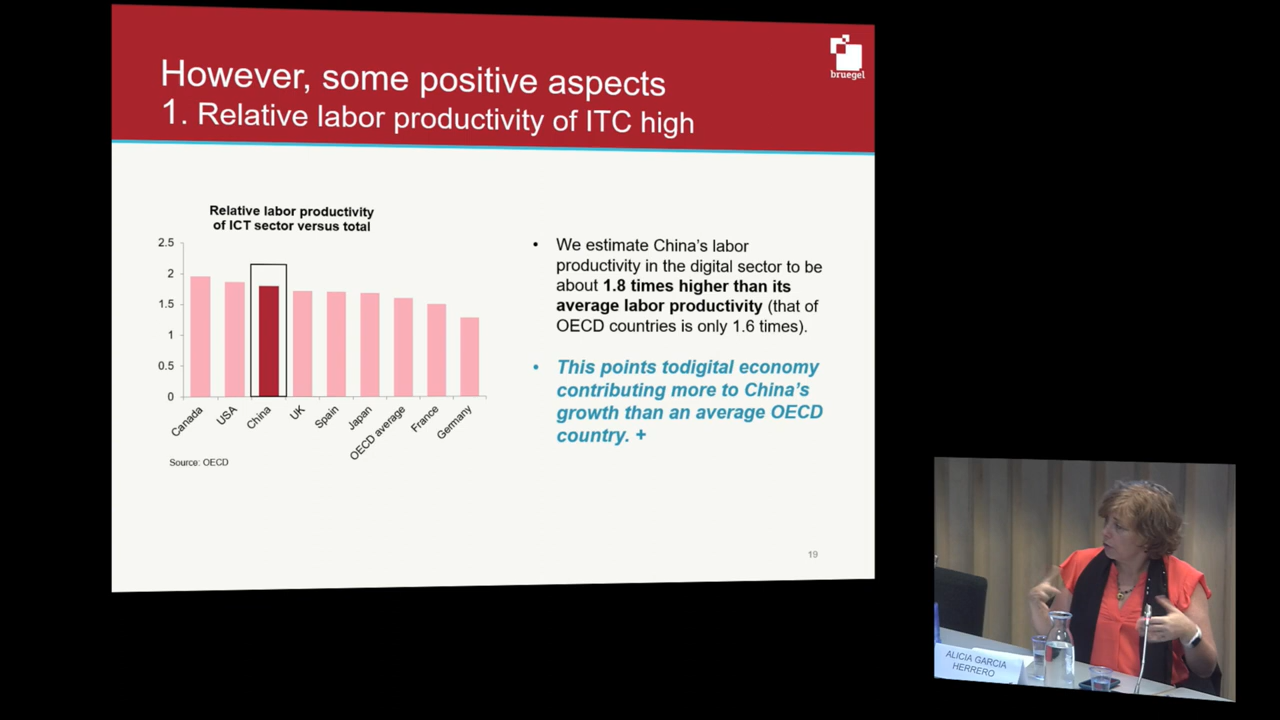 However, some positive aspects
1. Relative labor productivity of ITC high
bruegel
Relative labor productivity
of ICT sector versus total
2.5
2
1.5
1
0.5
0
Canada
USA
China
UK
Spain
Japan
OECD average
France
Germany
Source: OECD
• We estimate China's labor
productivity in the digital sector to be
about 1.8 times higher than its
average labor productivity (that of
OECD countries is only 1.6 times).
• This points todigital economy
contributing more to China's
growth than an average OECD
country. +
19
ALICIA GARCIA
HERRERO